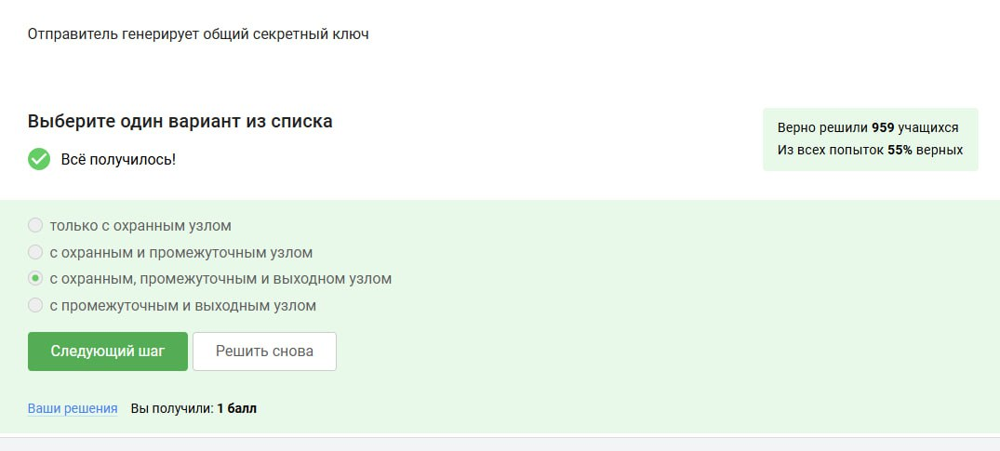 Отправитель генерирует общий секретный ключ
Выберите один вариант из списка
Всё получилось!
Верно решили 959 учащихся
Из всех попыток 55% верных
только с охранным узлом
с охранным и промежуточным узлом
с охранным, промежуточным и выходном узлом
с промежуточным и выходным узлом
Следующий шаг
Решить снова
Ваши решения Вы получили: 1 балл